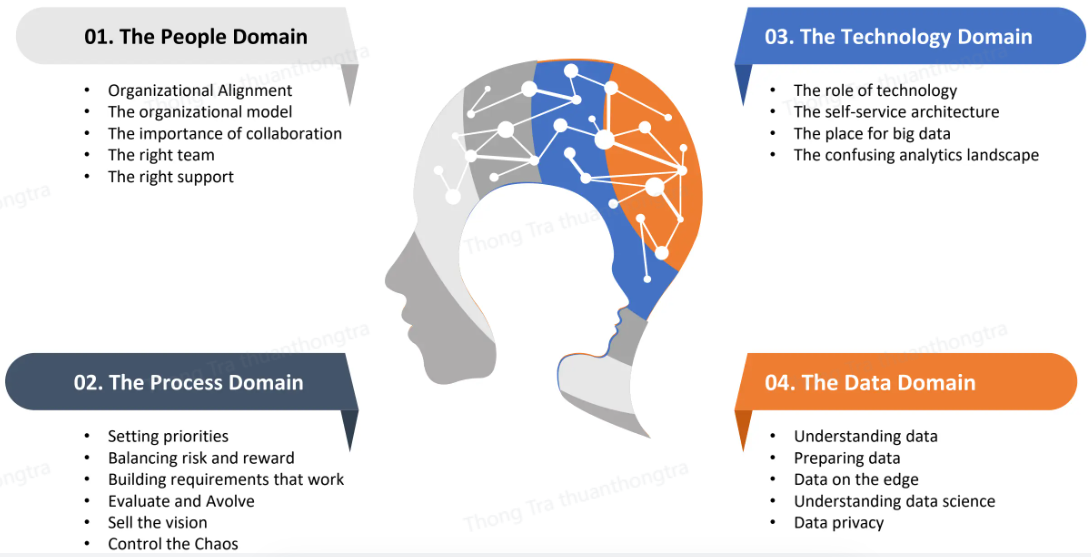 01. The People Domain
• Organizational Alignment
• The organizational model
• The importance of collaboration
• The right team
• The right support
02. The Process Domain
• Setting priorities
• Balancing risk and reward
• Building requirements that work
• Evaluate and Avolve
• Sell the vision
• Control the Chaos
03. The Technology Domain
• The role of technology
• The self-service architecture
• The place for big data
• The confusing analytics landscape
04. The Data Domain
• Understanding data
• Preparing data
• Data on the edge
• Understanding data science
• Data privacy
Thong Tra thuanthongtra
Thong Tra thuanthongtra